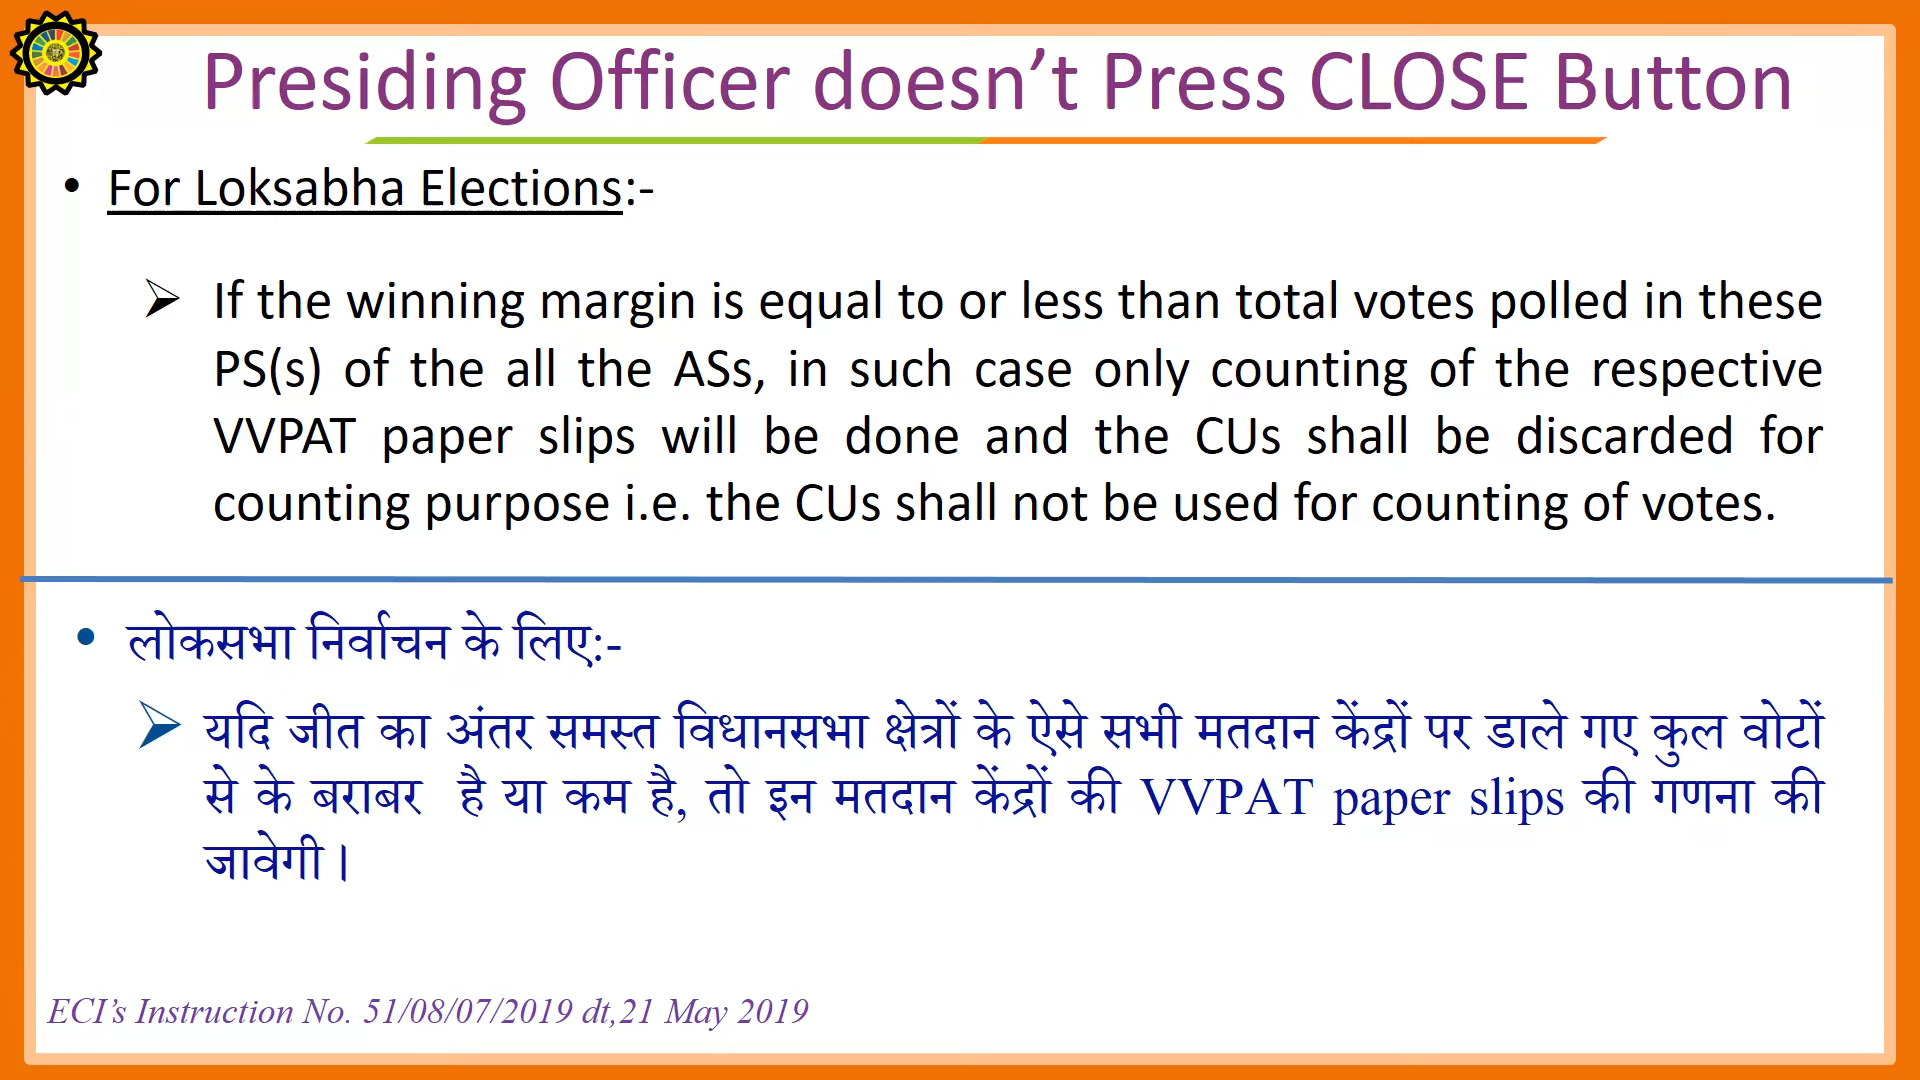 Presiding Officer doesn’t Press CLOSE Button
• For Loksabha Elections:-
➢ If the winning margin is equal to or less than total votes polled in these
PS(s) of the all the ASs, in such case only counting of the respective
VVPAT paper slips will be done and the CUs shall be discarded for
counting purpose i.e. the CUs shall not be used for counting of votes.
• लोकसभा निर्वाचन के लिए:-
➢ यदि जीत का अंतर समस्त विधानसभा क्षेत्रों के ऐसे सभी मतदान केंद्रों पर डाले गए कुल वोटों
से के बराबर है या कम है, तो इन मतदान केंद्रों की VVPAT paper slips की गणना की
जावेगी।
ECI’s Instruction No. 51/08/07/2019 dt,21 May 2019